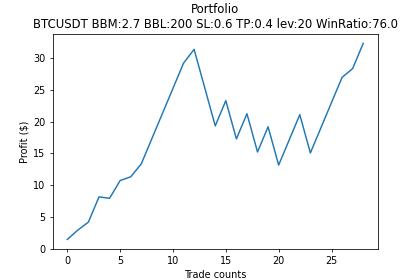 Portfolio
BTCUSDT BBM:2.7 BBL:200 SL:0.6 TP:0.4 lev:20 WinRatio:76.0
30
25
20
15
10
5
0
Profit ($)
0 5 10 15 20 25
Trade counts